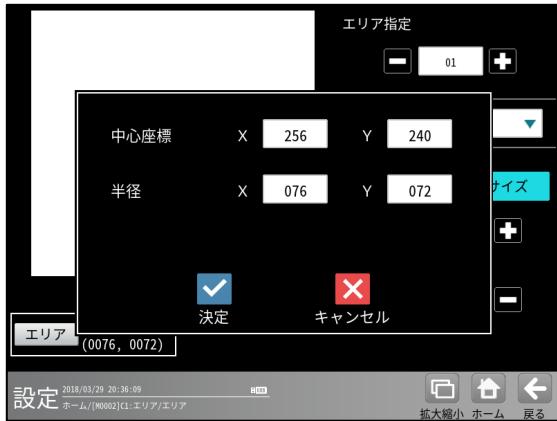 エリア指定
01
中心座標 X 256 Y 240
半径 X 076 Y 072
サイズ
決定 キャンセル
エリア
(0076, 0072)
設定 2018/03/29 20:36:09
ホーム/[M0002]C1:エリア/エリア
拡大縮小 ホーム 戻る